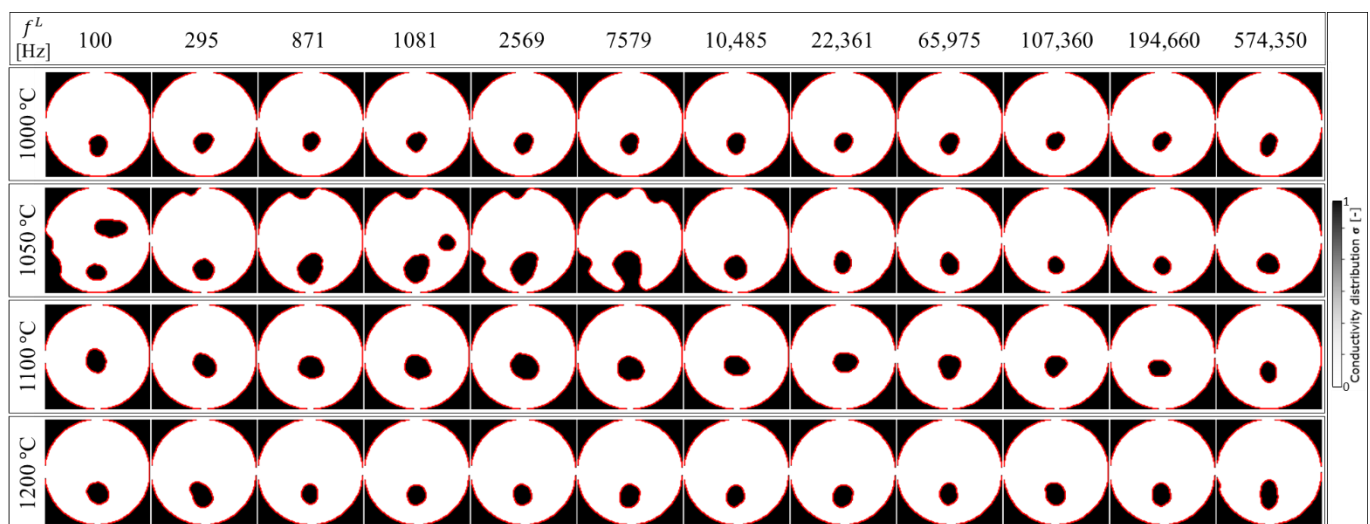 f^L
[Hz] 100 295 871 1081 2569 7579 10,485 22,361 65,975 107,360 194,660 574,350
1000 °C
1050 °C
1100 °C
1200 °C
1
Conductivity distribution σ [-]
0